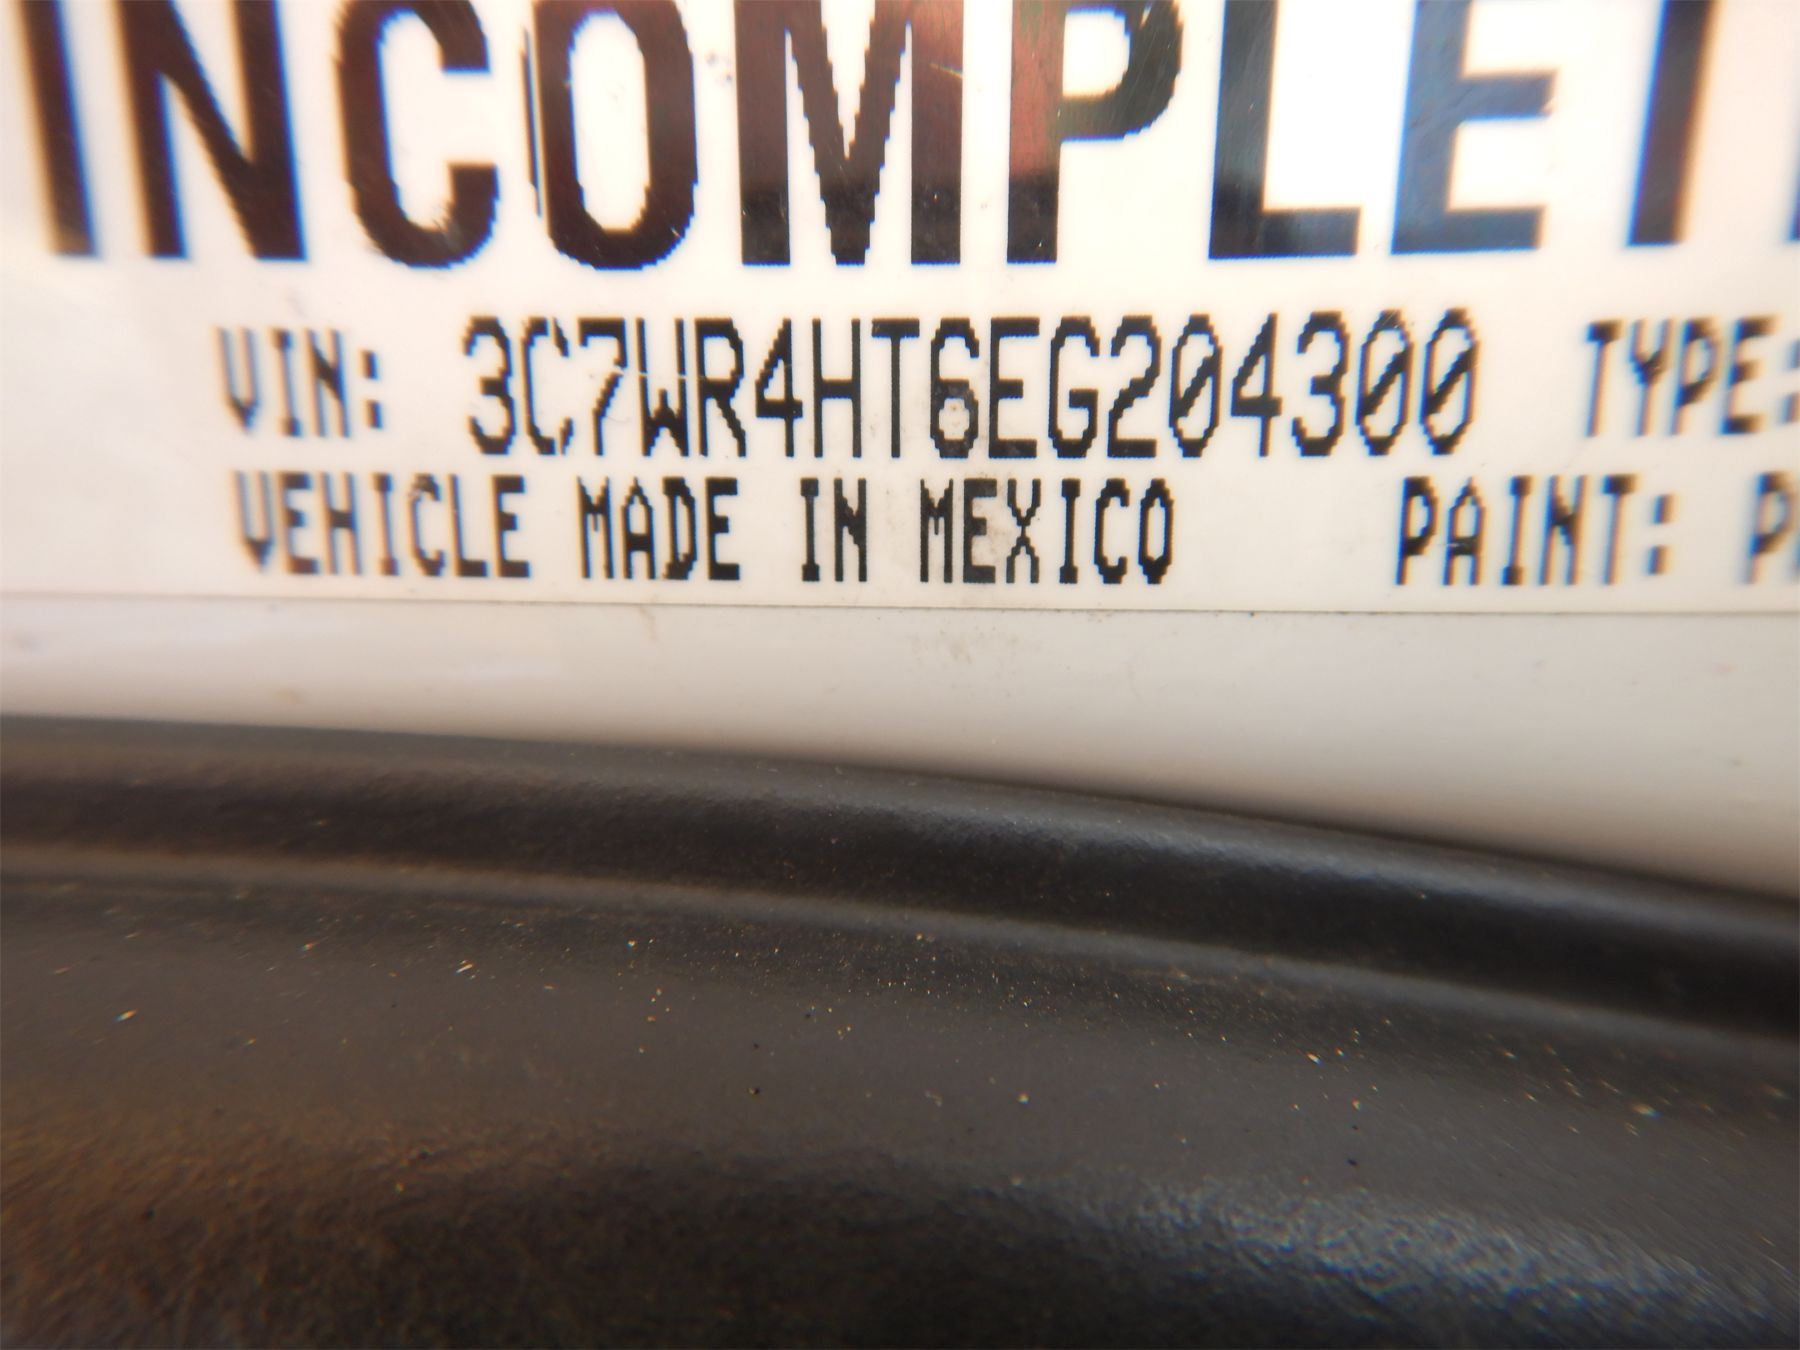 INCOMPLET
VIN: 3C7WR4HT6EG204300 TYPE:
VEHICLE MADE IN MEXICO PAINT: P